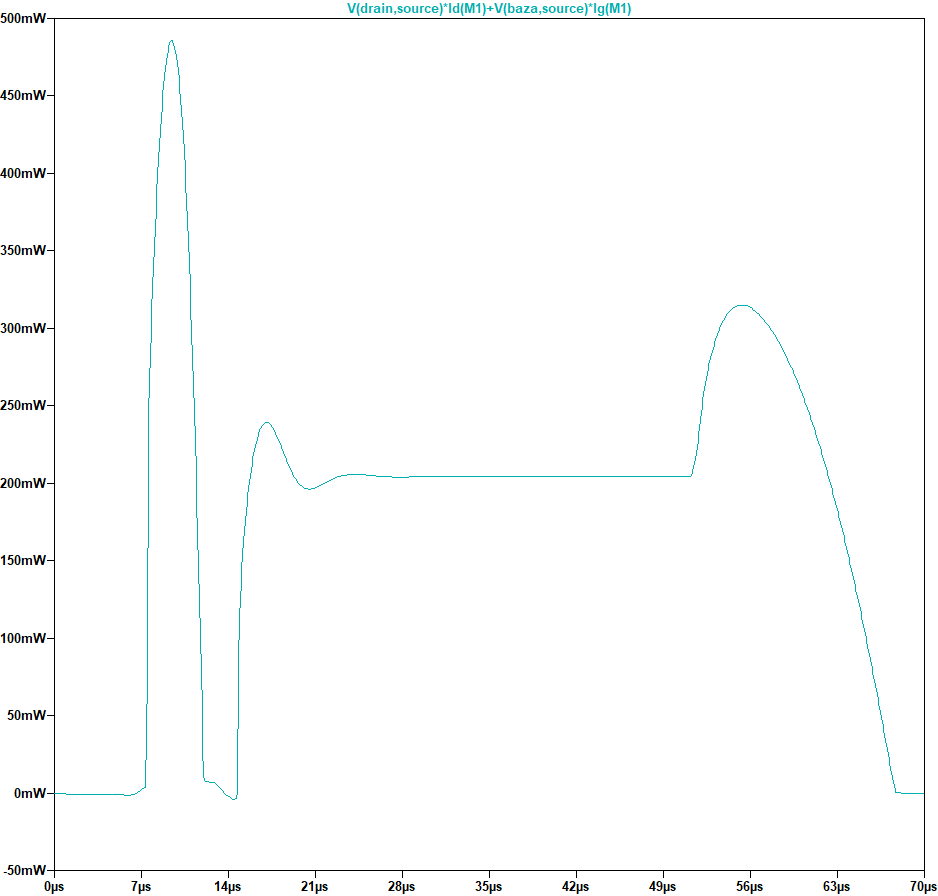 V(drain,source)*Id(M1)+V(baza,source)*Ig(M1)
500mW
450mW
400mW
350mW
300mW
250mW
200mW
150mW
100mW
50mW
0mW
-50mW
0µs 7µs 14µs 21µs 28µs 35µs 42µs 49µs 56µs 63µs 70µs